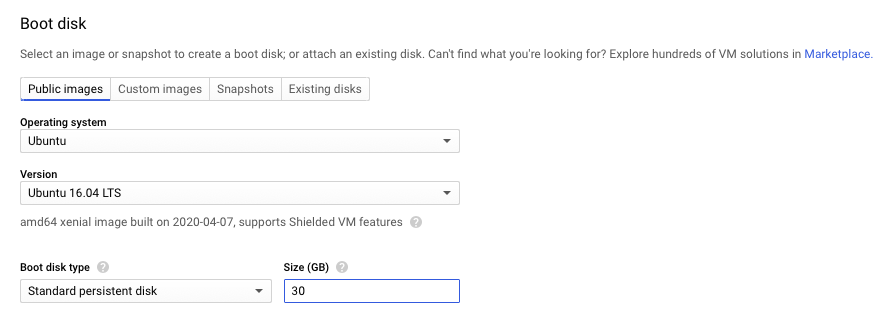 Boot disk
Select an image or snapshot to create a boot disk; or attach an existing disk. Can't find what you're looking for? Explore hundreds of VM solutions in Marketplace.
Public images Custom images Snapshots Existing disks
Operating system
Ubuntu
Version
Ubuntu 16.04 LTS
amd64 xenial image built on 2020-04-07, supports Shielded VM features ?
Boot disk type ? Size (GB) ?
Standard persistent disk 30